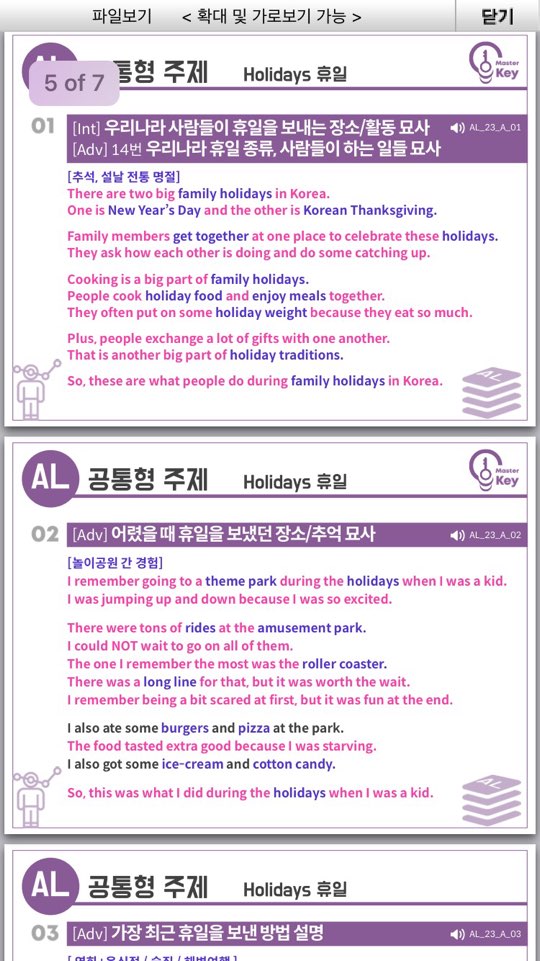 파일보기 < 확대 및 가로보기 가능 > 닫기
5 of 7
통형 주제 Holidays 휴일
Master Key
01 [Int] 우리나라 사람들이 휴일을 보내는 장소/활동 묘사 AL_23_A_01
[Adv] 14번 우리나라 휴일 종류, 사람들이 하는 일들 묘사
[추석, 설날 전통 명절]
There are two big family holidays in Korea.
One is New Year's Day and the other is Korean Thanksgiving.
Family members get together at one place to celebrate these holidays.
They ask how each other is doing and do some catching up.
Cooking is a big part of family holidays.
People cook holiday food and enjoy meals together.
They often put on some holiday weight because they eat so much.
Plus, people exchange a lot of gifts with one another.
That is another big part of holiday traditions.
So, these are what people do during family holidays in Korea.
AL
AL 공통형 주제 Holidays 휴일
Master Key
02 [Adv] 어렸을 때 휴일을 보냈던 장소/추억 묘사 AL_23_A_02
[놀이공원 간 경험]
I remember going to a theme park during the holidays when I was a kid.
I was jumping up and down because I was so excited.
There were tons of rides at the amusement park.
I could NOT wait to go on all of them.
The one I remember the most was the roller coaster.
There was a long line for that, but it was worth the wait.
I remember being a bit scared at first, but it was fun at the end.
I also ate some burgers and pizza at the park.
The food tasted extra good because I was starving.
I also got some ice-cream and cotton candy.
So, this was what I did during the holidays when I was a kid.
AL
AL 공통형 주제 Holidays 휴일
Master Key
03 [Adv] 가장 최근 휴일을 보낸 방법 설명 AL_23_A_03